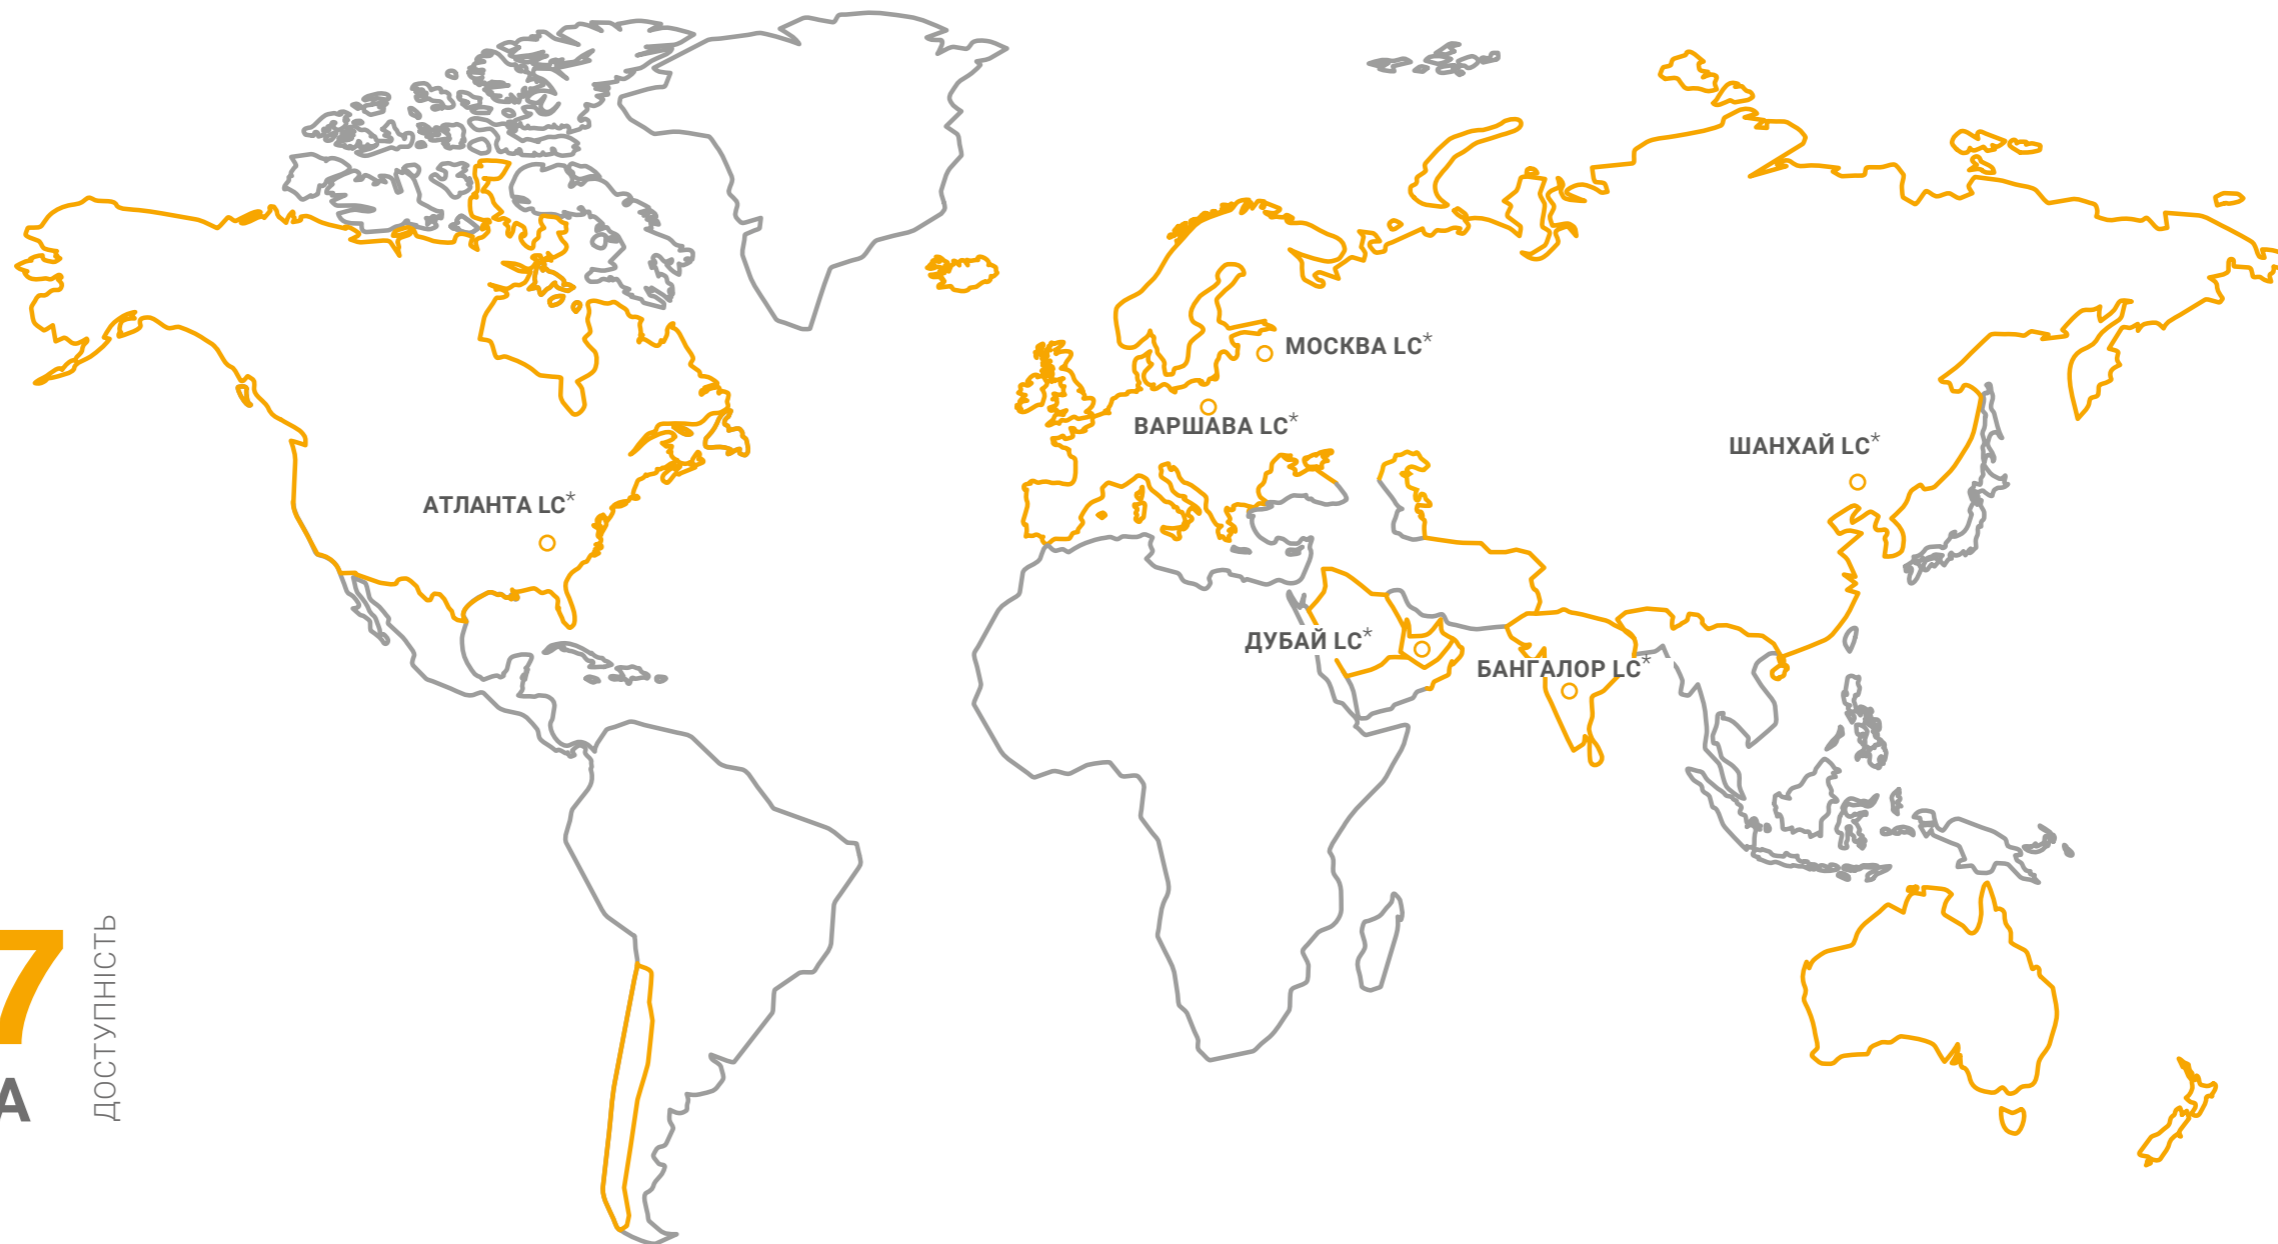 МОСКВА LC*
ВАРШАВА LC*
ШАНХАЙ LC*
АТЛАНТА LC*
ДУБАЙ LC*
БАНГАЛОР LC*
7
А
ДОСТУПНІСТЬ